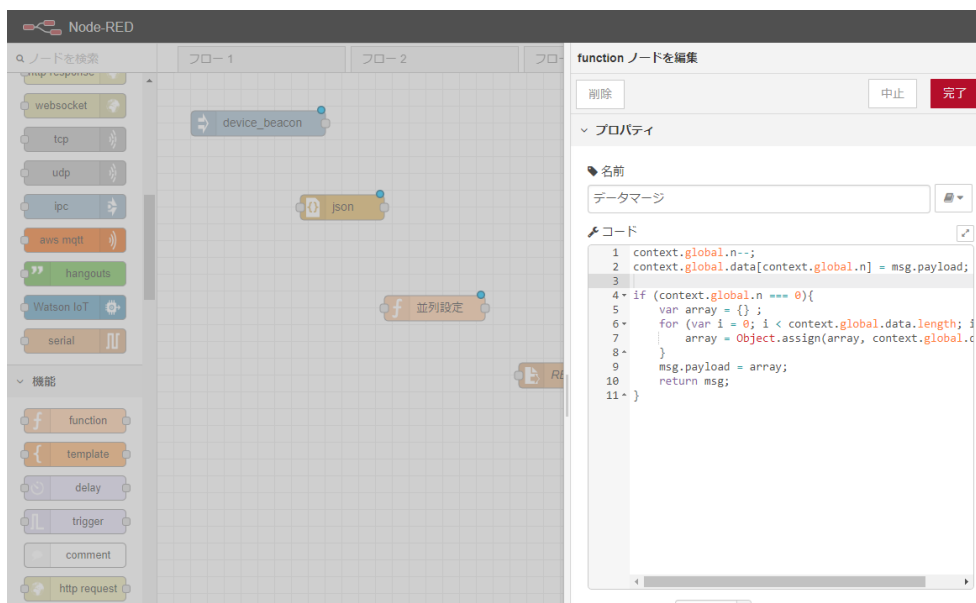 Node-RED
ノードを検索
フロー 1
フロー 2
http response
websocket
tcp
udp
ipc
aws mqtt
hangouts
Watson IoT
serial
機能
function
template
delay
trigger
comment
http request
device_beacon
json
並列設定
function ノードを編集
削除
中止
完了
プロパティ
名前
データマージ
コード
1 context.global.n--;
2 context.global.data[context.global.n] = msg.payload;
3
4 if (context.global.n === 0){
5 var array = {} ;
6 for (var i = 0; i < context.global.data.length; i
7 array = Object.assign(array, context.global.d
8 }
9 msg.payload = array;
10 return msg;
11 }